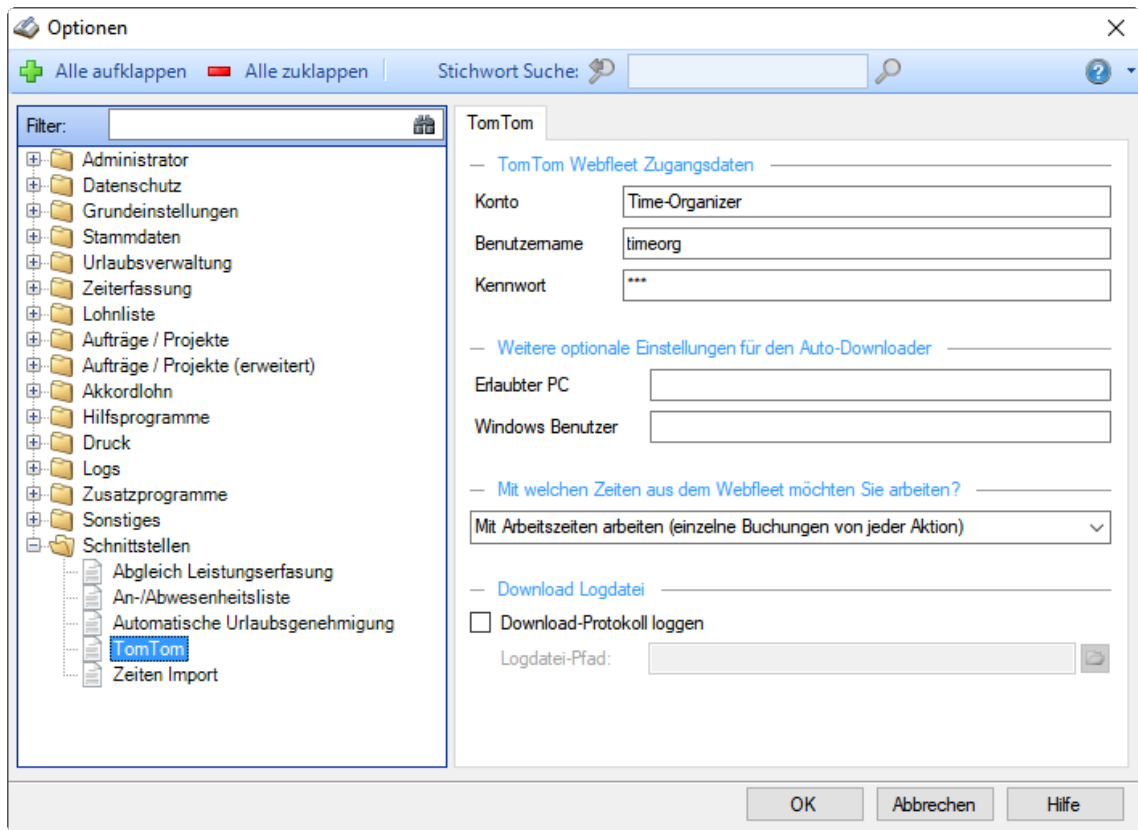 Optionen
Alle aufklappen Alle zuklappen Stichwort Suche:
Filter:
Administrator
Datenschutz
Grundeinstellungen
Stammdaten
Urlaubsverwaltung
Zeiterfassung
Lohnliste
Aufträge / Projekte
Aufträge / Projekte (erweitert)
Akkordlohn
Hilfsprogramme
Druck
Logs
Zusatzprogramme
Sonstiges
Schnittstellen
Abgleich Leistungserfasung
An-/Abwesenheitsliste
Automatische Urlaubsgenehmigung
TomTom
Zeiten Import
TomTom
TomTom Webfleet Zugangsdaten
Konto Time-Organizer
Benutzername timeorg
Kennwort ***
Weitere optionale Einstellungen für den Auto-Downloader
Erlaubter PC
Windows Benutzer
Mit welchen Zeiten aus dem Webfleet möchten Sie arbeiten?
Mit Arbeitszeiten arbeiten (einzelne Buchungen von jeder Aktion)
Download Logdatei
Download-Protokoll loggen
Logdatei-Pfad:
OK Abbrechen Hilfe